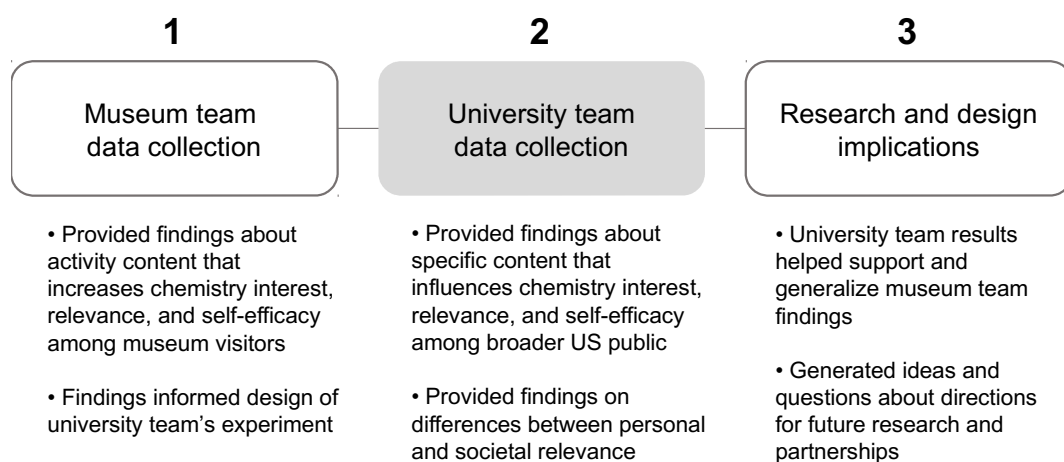 1
Museum team
data collection
• Provided findings about
activity content that
increases chemistry interest,
relevance, and self-efficacy
among museum visitors
• Findings informed design of
university team’s experiment
2
University team
data collection
• Provided findings about
specific content that
influences chemistry interest,
relevance, and self-efficacy
among broader US public
• Provided findings on
differences between personal
and societal relevance
3
Research and design
implications
• University team results
helped support and
generalize museum team
findings
• Generated ideas and
questions about directions
for future research and
partnerships